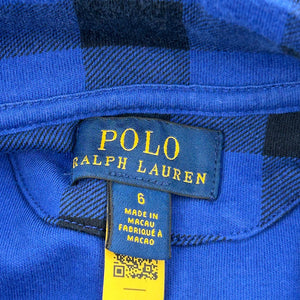 POLO
RALPH LAUREN
6
MADE IN
MACAU
FABRIQUÉ À
MACAO